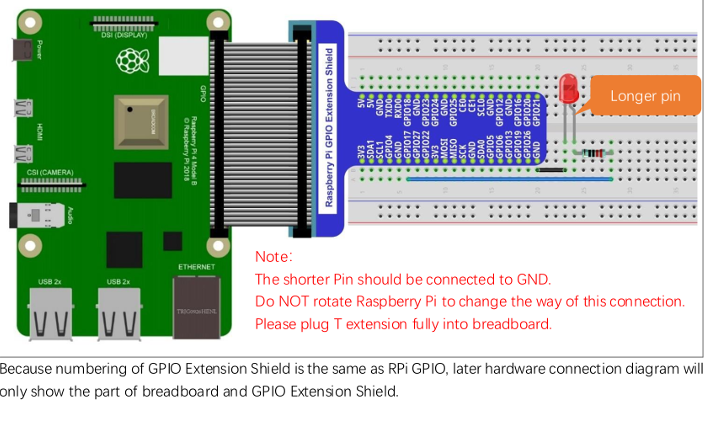 DSI (DISPLAY)
Power
HDMI
CSI (CAMERA)
Audio
GPIO
Raspberry Pi 4 Model B
© Raspberry Pi 2018
USB 2x
USB 2x
ETHERNET
Raspberry Pi GPIO Extension Shield
5V
5V
GND
TXD0
RXD0
GPIO18
GND
GPIO23
GPIO24
GND
GPIO25
CE0
CE1
SCL0
GND
GPIO12
GND
GPIO16
GPIO20
GPIO21
3V3
SDA1
SCL1
GPIO4
GND
GPIO17
GPIO27
GPIO22
3V3
MOSI
MISO
SCLK
GND
SDA0
GPIO5
GPIO6
GPIO13
GPIO19
GPIO26
GND
Longer pin
Note:
The shorter Pin should be connected to GND.
Do NOT rotate Raspberry Pi to change the way of this connection.
Please plug T extension fully into breadboard.
Because numbering of GPIO Extension Shield is the same as RPi GPIO, later hardware connection diagram will
only show the part of breadboard and GPIO Extension Shield.